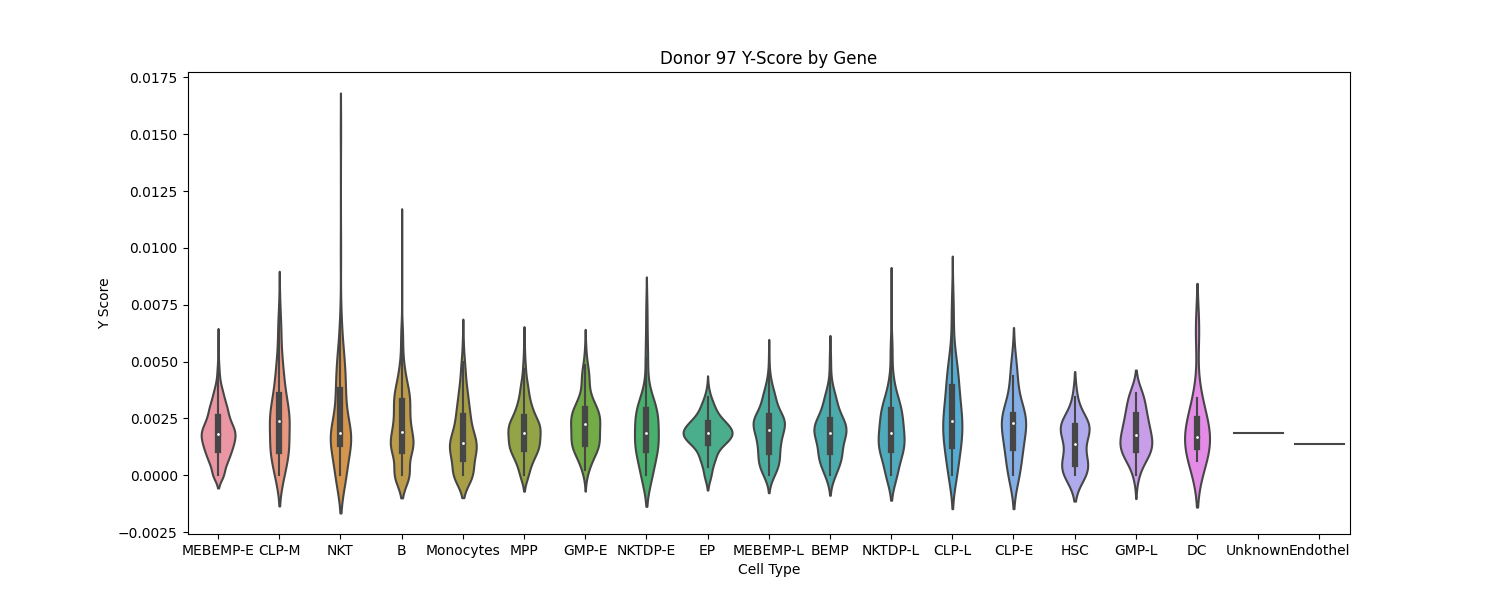 Donor 97 Y-Score by Gene
0.0175
0.0150
0.0125
0.0100
0.0075
0.0050
0.0025
0.0000
−0.0025
Y Score
MEBEMP-E CLP-M NKT B Monocytes MPP GMP-E NKTDP-E EP MEBEMP-L BEMP NKTDP-L CLP-L CLP-E HSC GMP-L DC Unknown Endothel
Cell Type